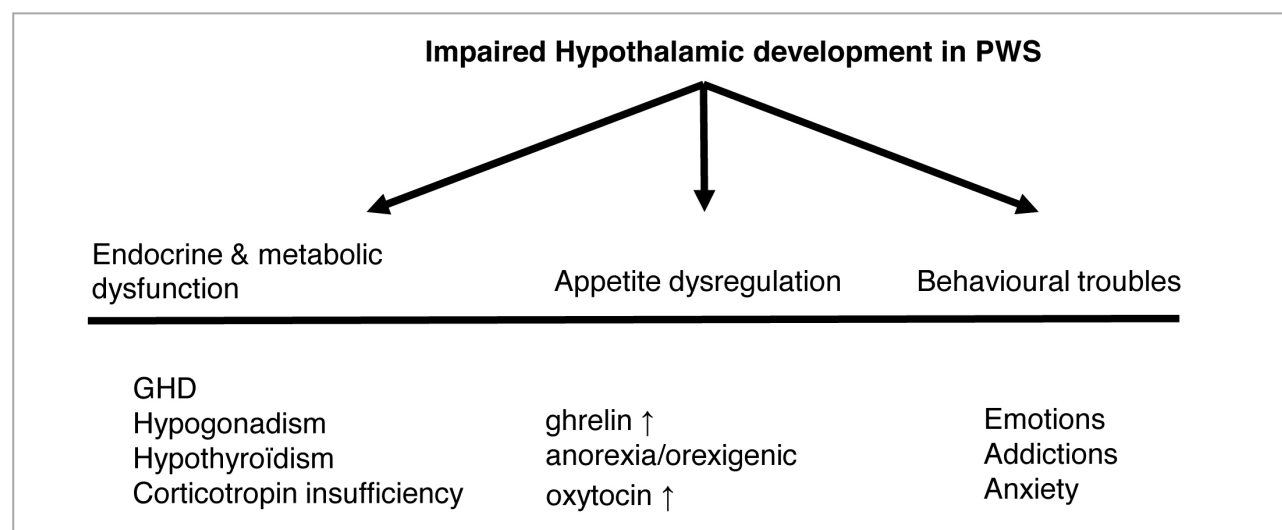 Impaired Hypothalamic development in PWS
Endocrine & metabolic
dysfunction
Appetite dysregulation
Behavioural troubles
GHD
Hypogonadism
Hypothyroïdism
Corticotropin insufficiency
ghrelin ↑
anorexia/orexigenic
oxytocin ↑
Emotions
Addictions
Anxiety